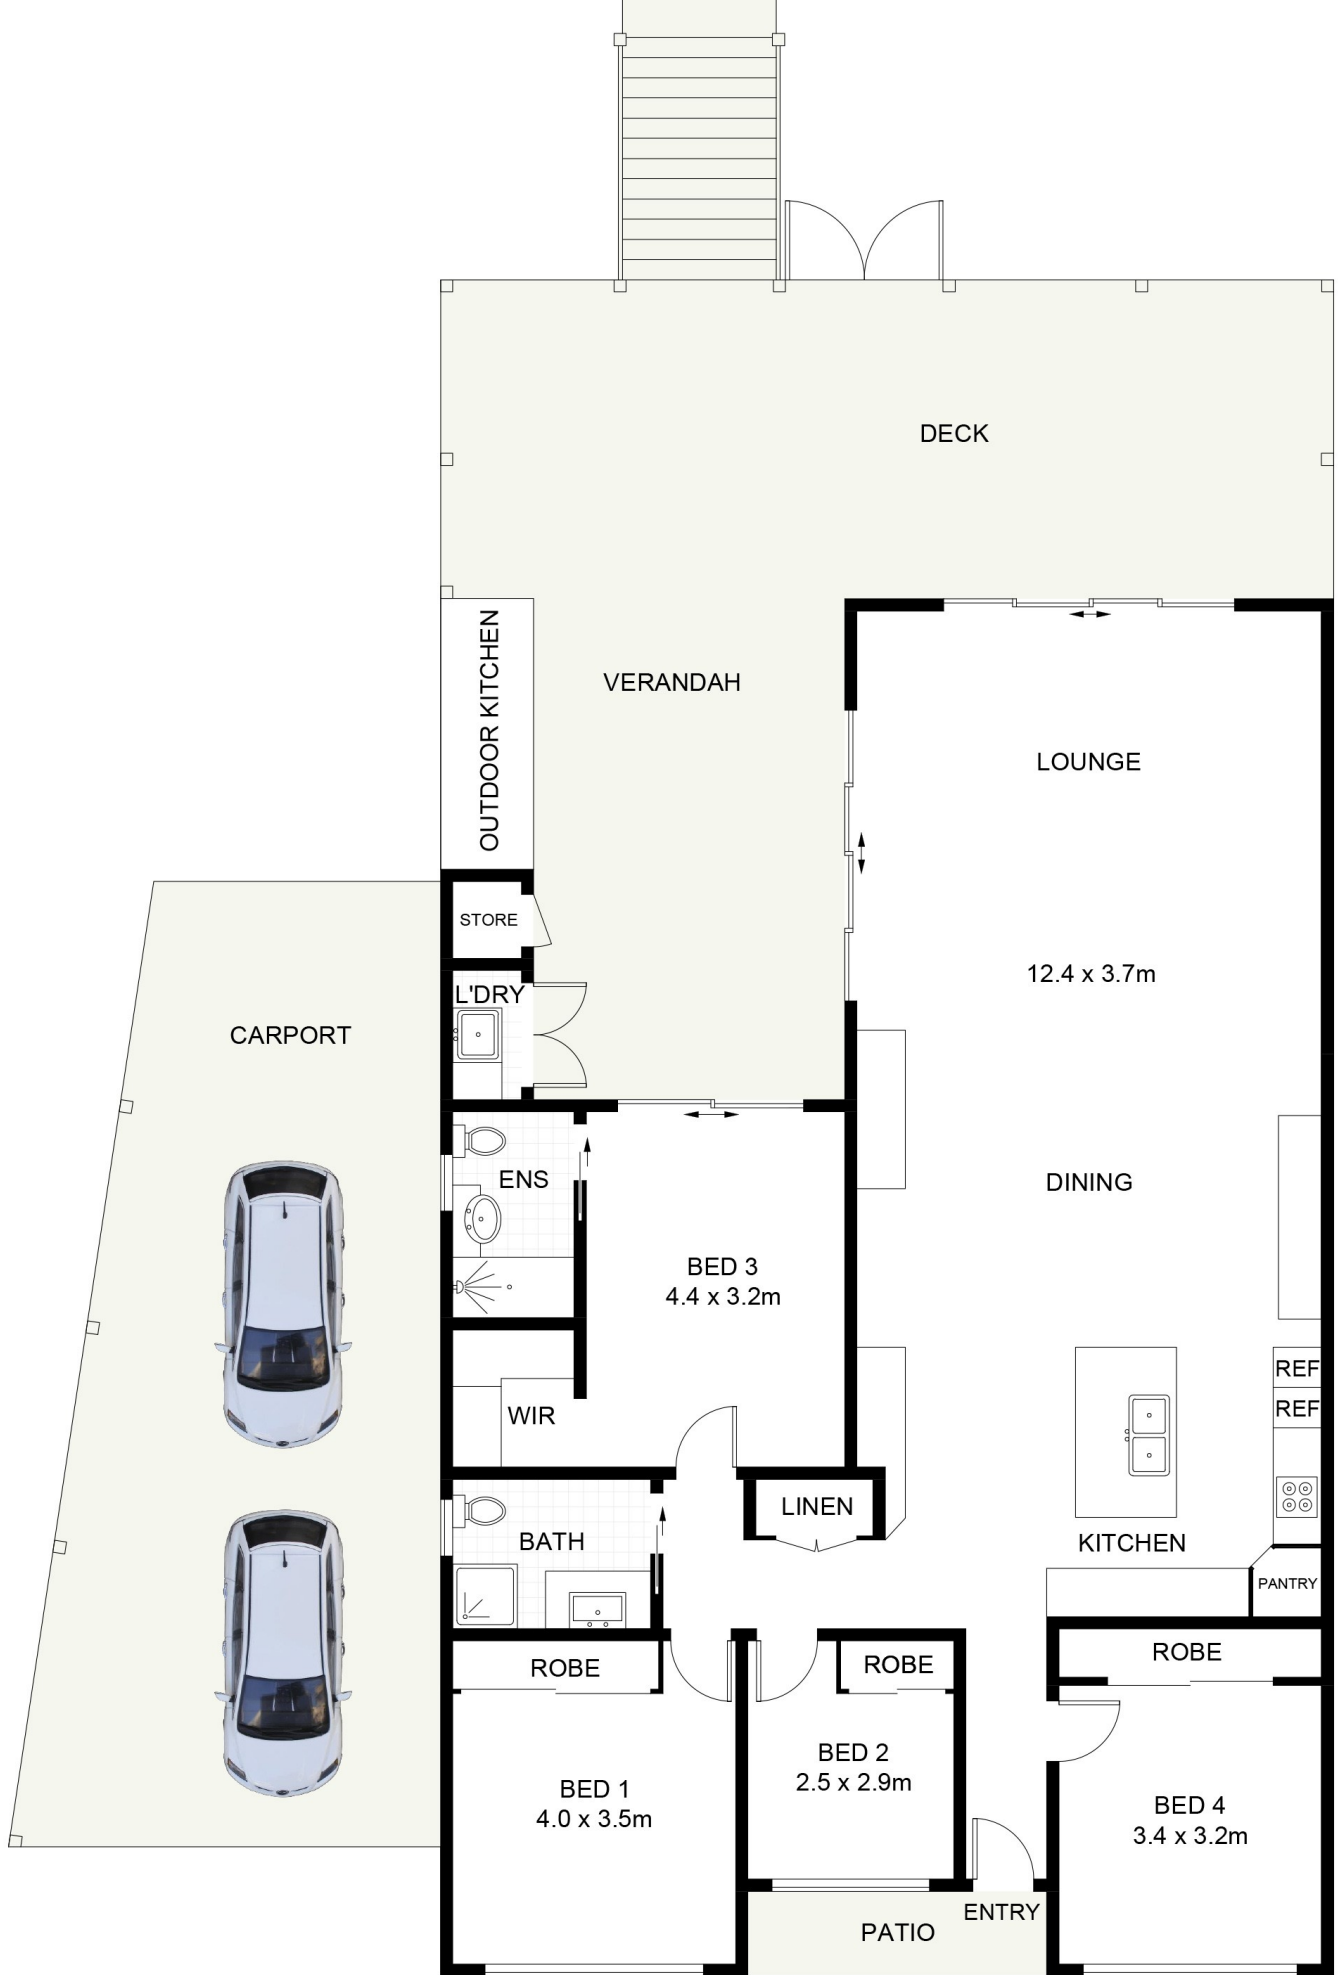 DECK
OUTDOOR KITCHEN
VERANDAH
LOUNGE
STORE
12.4 x 3.7m
L'DRY
CARPORT
ENS
DINING
BED 3
4.4 x 3.2m
REF
REF
WIR
LINEN
BATH
KITCHEN
PANTRY
ROBE
ROBE
ROBE
BED 1
4.0 x 3.5m
BED 2
2.5 x 2.9m
BED 4
3.4 x 3.2m
ENTRY
PATIO